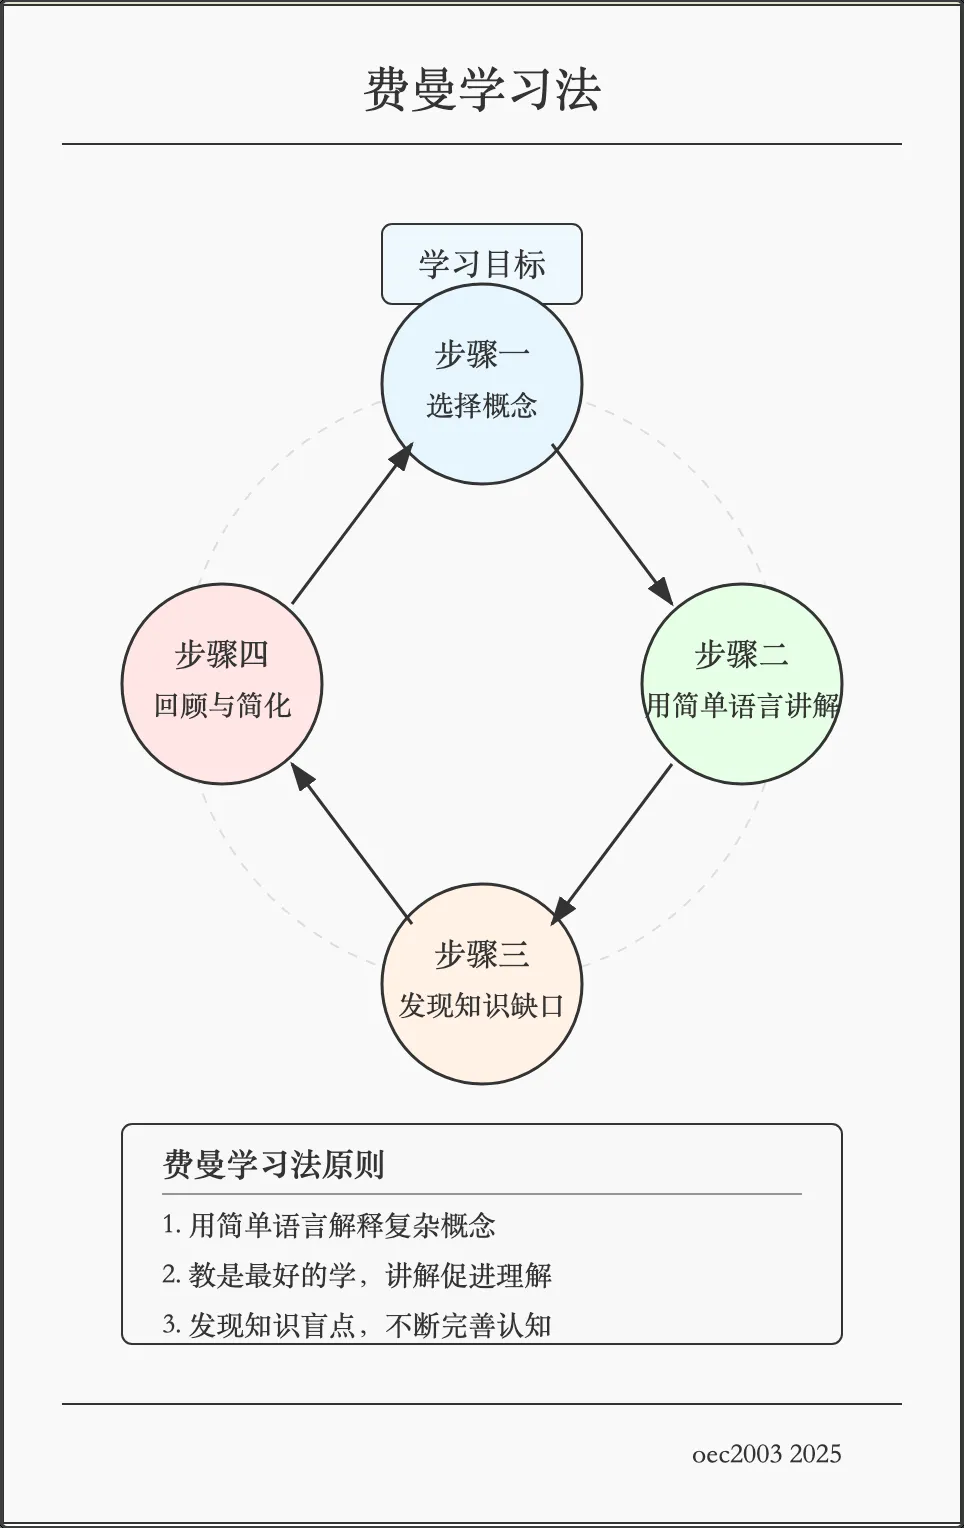 费曼学习法
学习目标
步骤一
选择概念
步骤四
回顾与简化
步骤二
用简单语言讲解
步骤三
发现知识缺口
费曼学习法原则
1. 用简单语言解释复杂概念
2. 教是最好的学，讲解促进理解
3. 发现知识盲点，不断完善认知
oec2003 2025